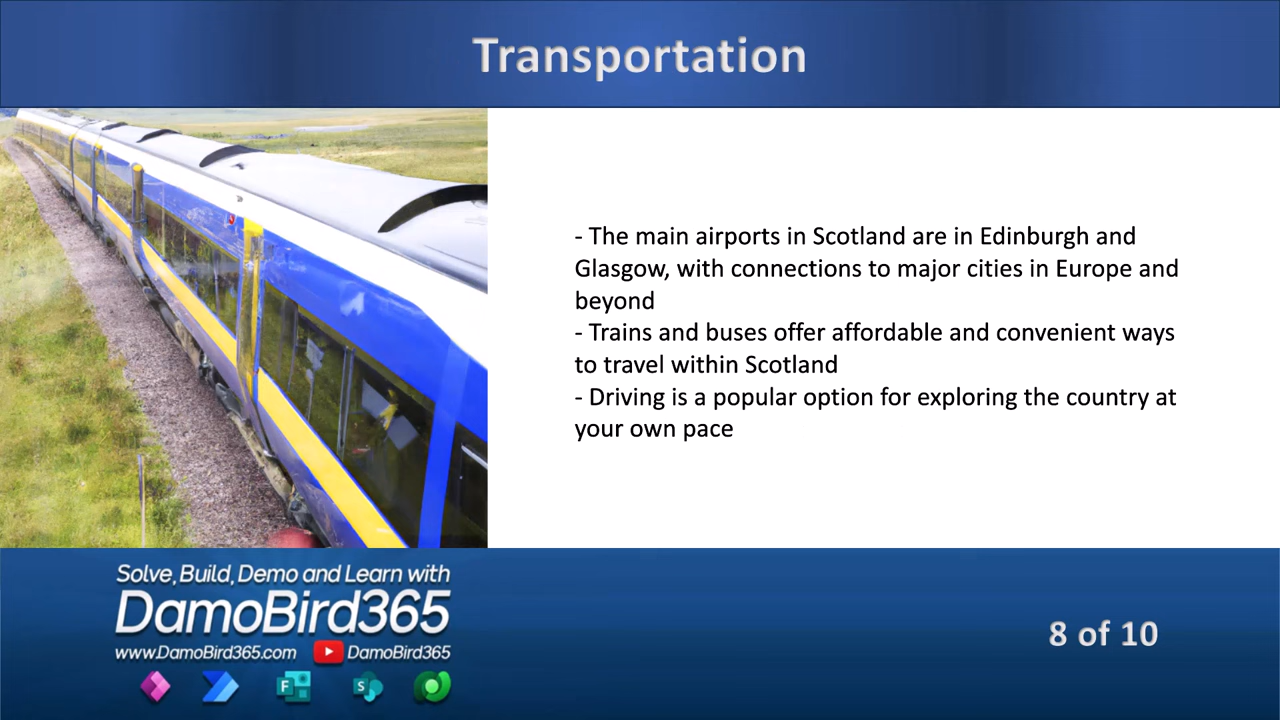 Transportation
- The main airports in Scotland are in Edinburgh and
Glasgow, with connections to major cities in Europe and
beyond
- Trains and buses offer affordable and convenient ways
to travel within Scotland
- Driving is a popular option for exploring the country at
your own pace
Solve, Build, Demo and Learn with
DamoBird365
www.DamoBird365.com DamoBird365
F S
8 of 10